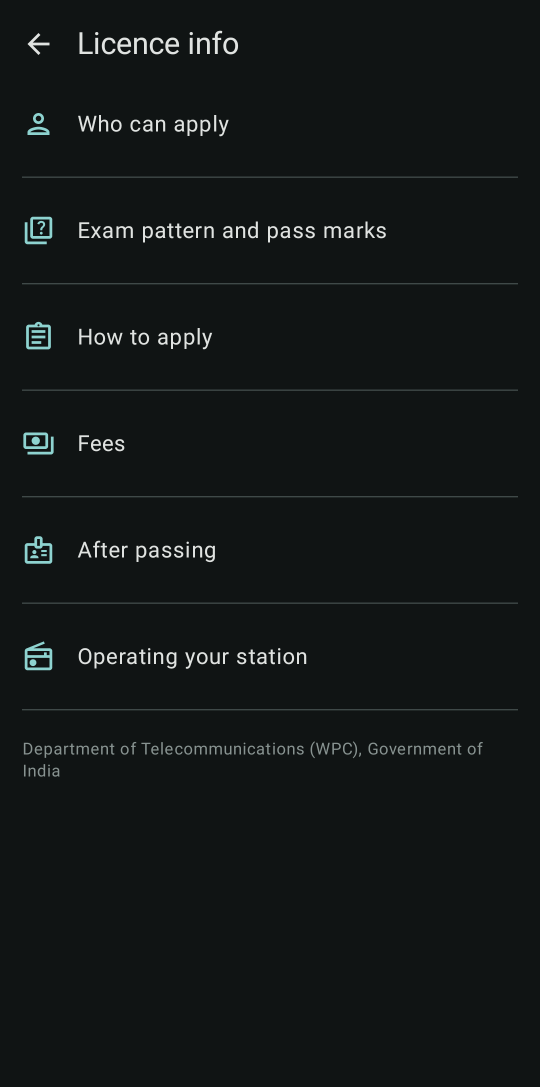 Licence info
Who can apply
Exam pattern and pass marks
How to apply
Fees
After passing
Operating your station
Department of Telecommunications (WPC), Government of
India